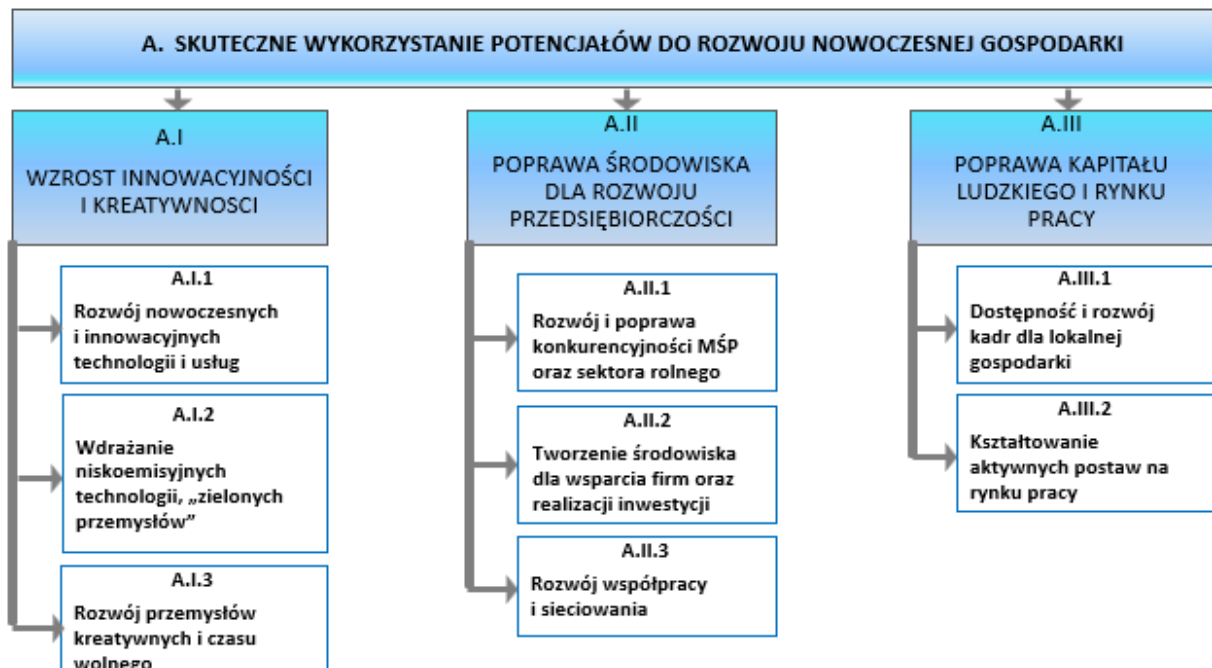 A. SKUTECZNE WYKORZYSTANIE POTENCJAŁÓW DO ROZWOJU NOWOCZESNEJ GOSPODARKI
A.I
WZROST INNOWACYJNOŚCI
I KREATYWNOSCI
A.I.1
Rozwój nowoczesnych
i innowacyjnych
technologii i usług
A.I.2
Wdrażanie
niskoemisyjnych
technologii, „zielonych
przemysłów”
A.I.3
Rozwój przemysłów
kreatywnych i czasu
wolnego
A.II
POPRAWA ŚRODOWISKA
DLA ROZWOJU
PRZEDSIĘBIORCZOŚCI
A.II.1
Rozwój i poprawa
konkurencyjności MŚP
oraz sektora rolnego
A.II.2
Tworzenie środowiska
dla wsparcia firm oraz
realizacji inwestycji
A.II.3
Rozwój współpracy
i sieciowania
A.III
POPRAWA KAPITAŁU
LUDZKIEGO I RYNKU
PRACY
A.III.1
Dostępność i rozwój
kadr dla lokalnej
gospodarki
A.III.2
Kształtowanie
aktywnych postaw na
rynku pracy